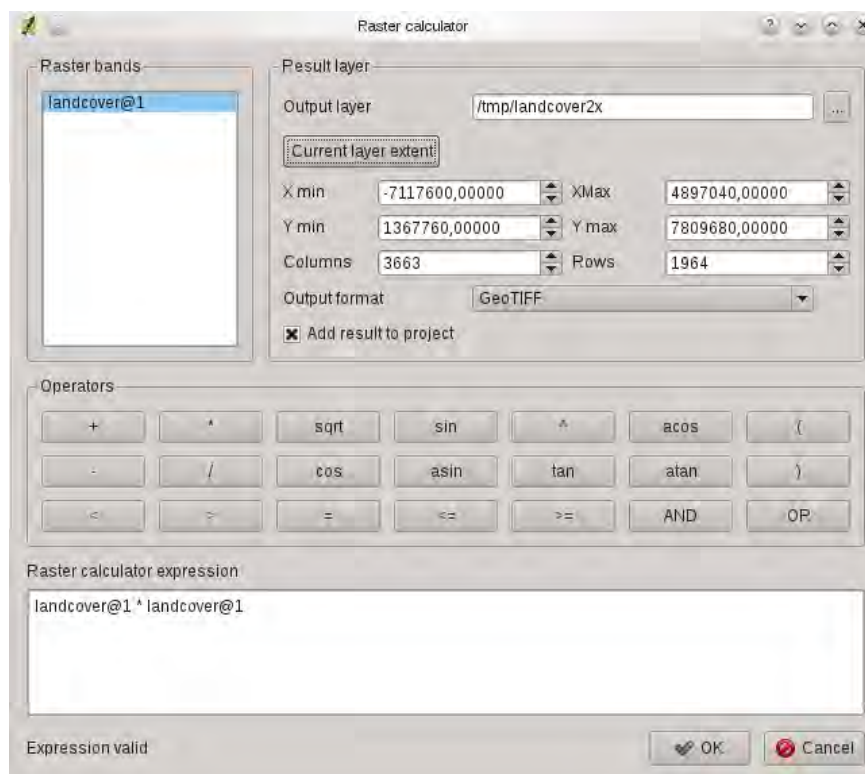 Raster calculator
Raster bands
landcover@1
Result layer
Output layer /tmp/landcover2x ...
Current layer extent
X min -7117600,00000 XMax 4897040,00000
Y min 1367760,00000 Y max 7809680,00000
Columns 3663 Rows 1964
Output format GeoTIFF
Add result to project
Operators
+ * sqrt sin ^ acos (
- / cos asin tan atan )
< > = <= >= AND OR
Raster calculator expression
landcover@1 * landcover@1
Expression valid
OK Cancel